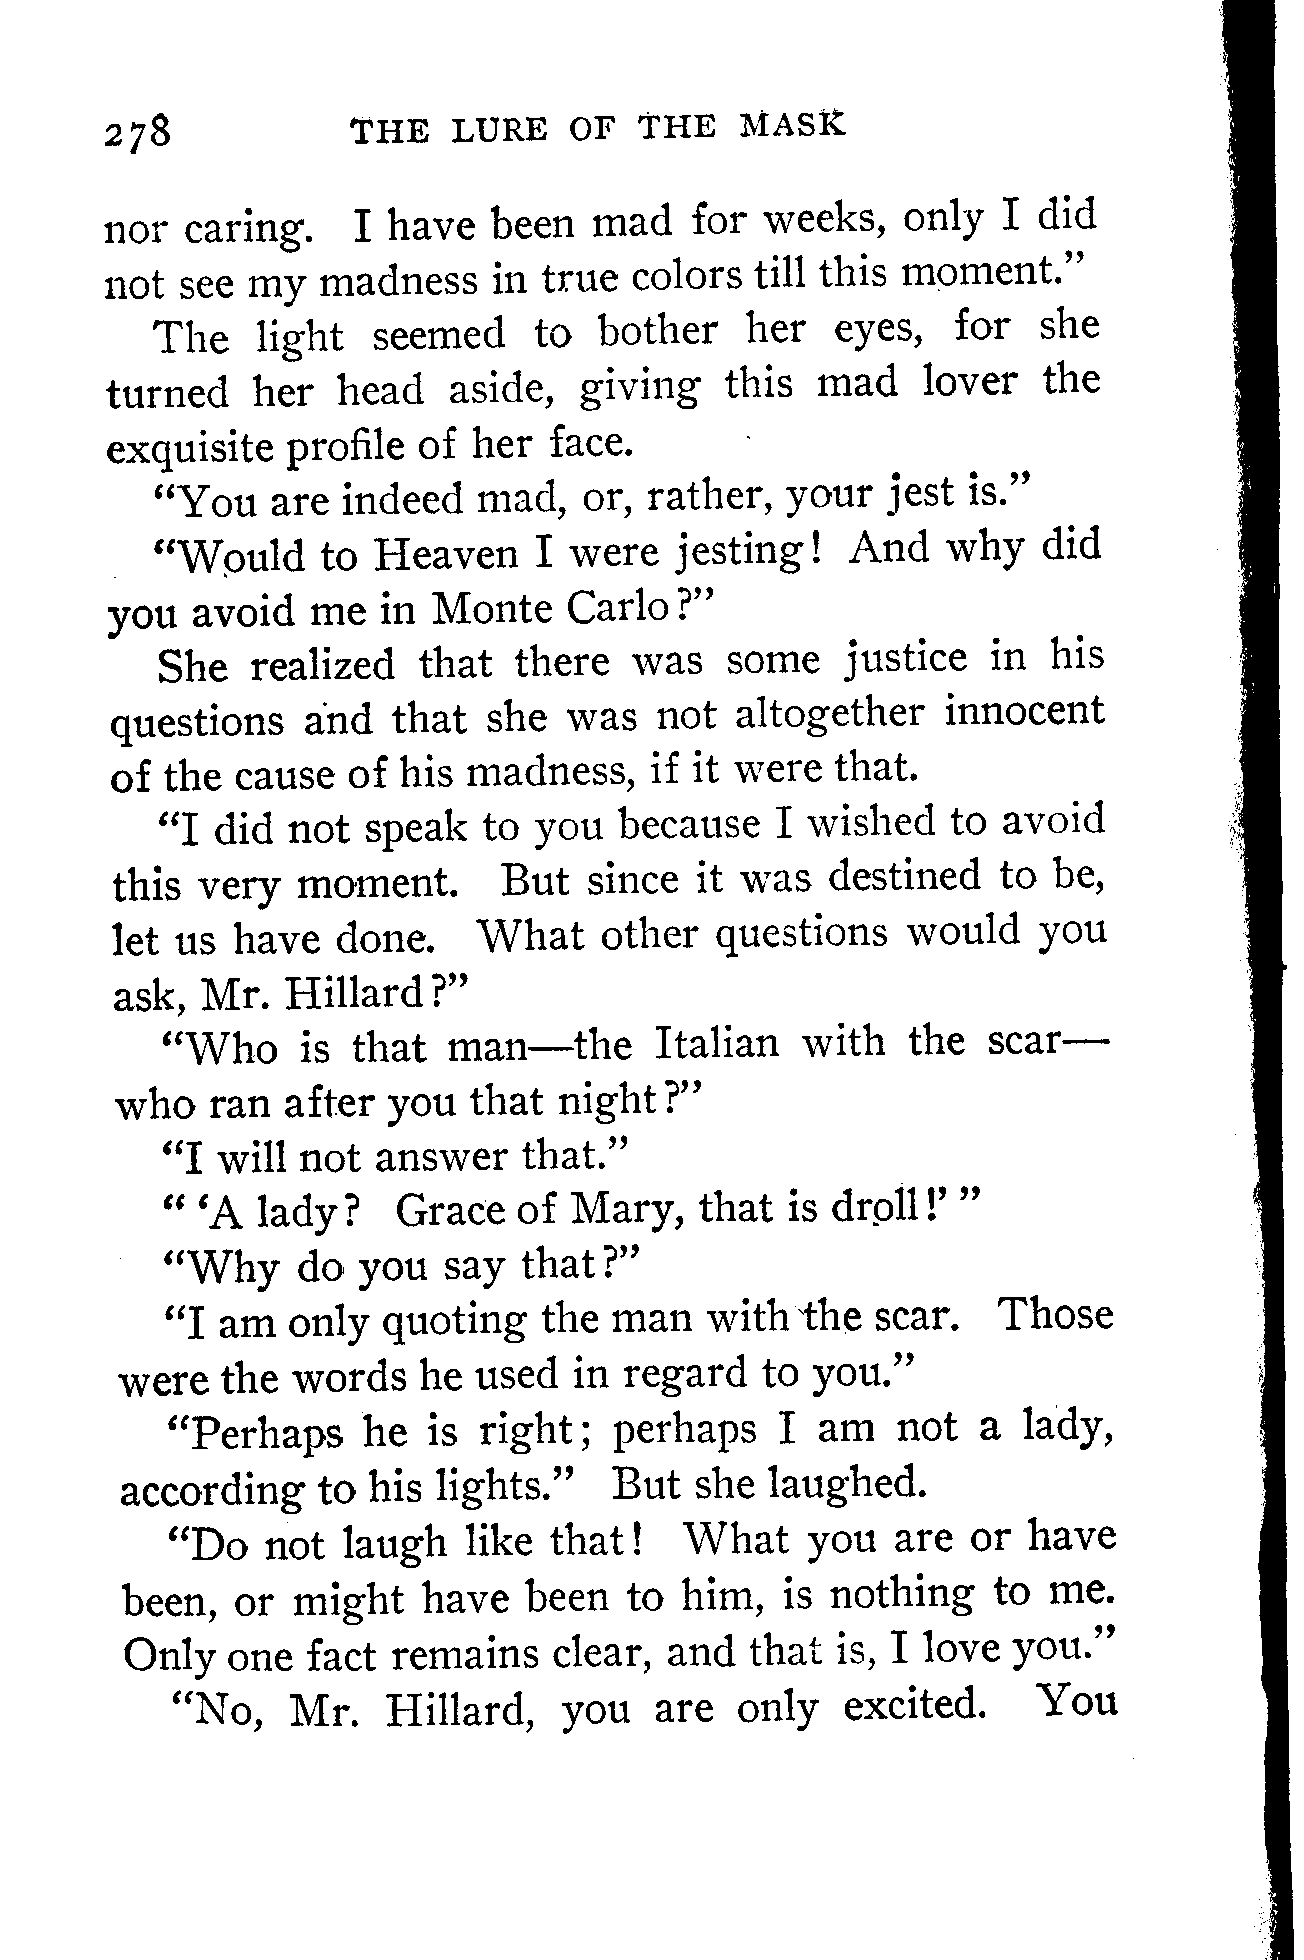 278 THE LURE OF THE MASK
nor caring. I have been mad for weeks, only I did
not see my madness in true colors till this moment.”
The light seemed to bother her eyes, for she
turned her head aside, giving this mad lover the
exquisite profile of her face.
“You are indeed mad, or, rather, your jest is.”
“Would to Heaven I were jesting! And why did
you avoid me in Monte Carlo?”
She realized that there was some justice in his
questions and that she was not altogether innocent
of the cause of his madness, if it were that.
“I did not speak to you because I wished to avoid
this very moment. But since it was destined to be,
let us have done. What other questions would you
ask, Mr. Hillard?”
“Who is that man—the Italian with the scar—
who ran after you that night?”
“I will not answer that.”
“ ‘A lady? Grace of Mary, that is droll!’ ”
“Why do you say that?”
“I am only quoting the man with the scar. Those
were the words he used in regard to you.”
“Perhaps he is right; perhaps I am not a lady,
according to his lights.” But she laughed.
“Do not laugh like that! What you are or have
been, or might have been to him, is nothing to me.
Only one fact remains clear, and that is, I love you.”
“No, Mr. Hillard, you are only excited. You